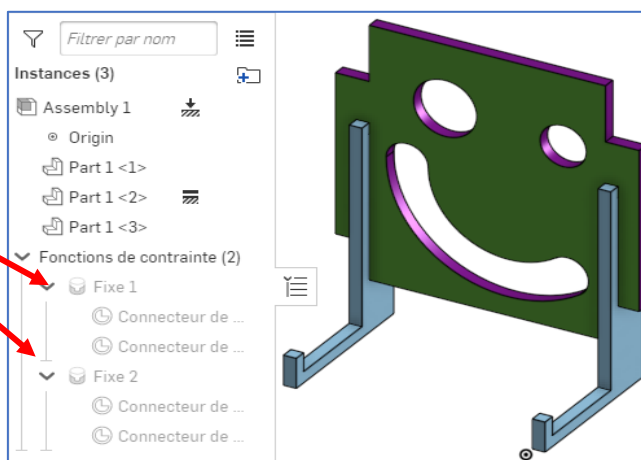 Filtrer par nom
Instances (3)
Assembly 1
Origin
Part 1 <1>
Part 1 <2>
Part 1 <3>
Fonctions de contrainte (2)
Fixe 1
Connecteur de ...
Connecteur de ...
Fixe 2
Connecteur de ...
Connecteur de ...